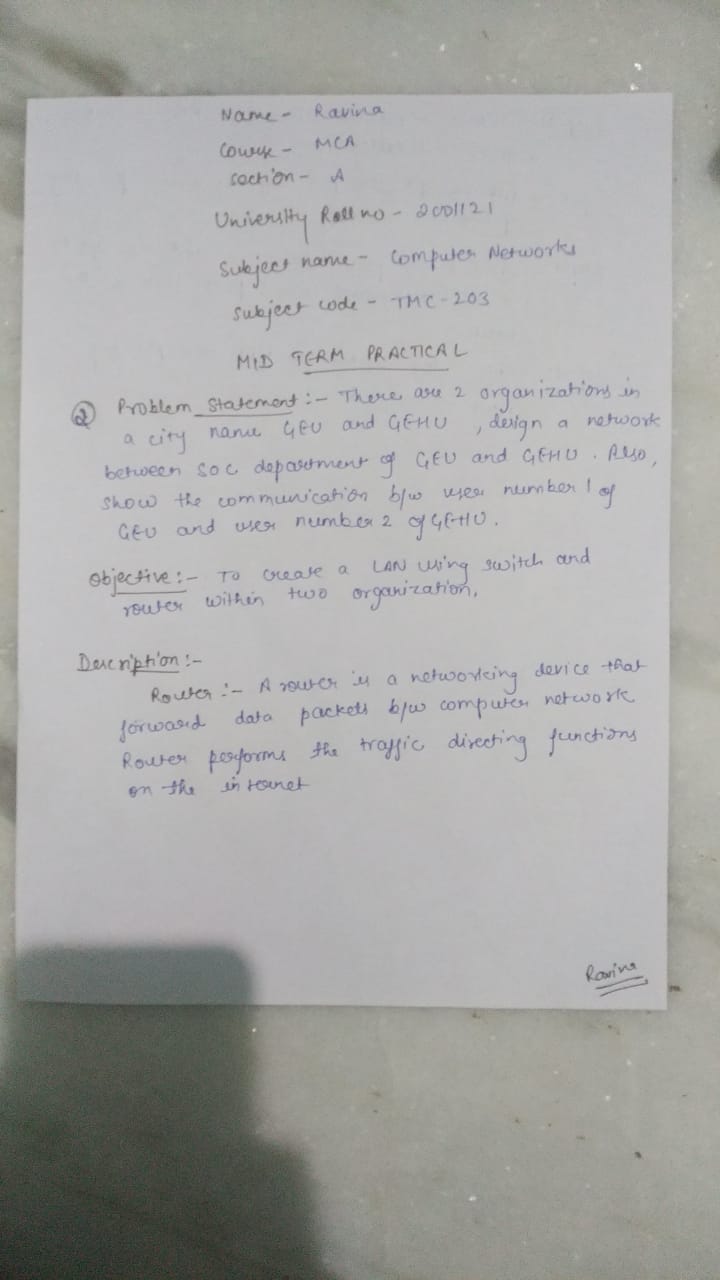 Name - Ravina
Course - MCA
section - A
University Roll no - 2001121
Subject name - Computer Networks
Subject code - TMC-203
MID TERM PRACTICAL
② Problem Statement :- There are 2 organizations in
a city name GEU and GEHU , design a network
between SOC department of GEU and GEHU . Also,
show the communication b/w user number 1 of
GEU and user number 2 of GEHU.
Objective :- To create a LAN using switch and
router within two organization.
Description :-
Router :- A router is a networking device that
forward data packets b/w computer network
Router performs the traffic directing functions
on the internet
Ravina